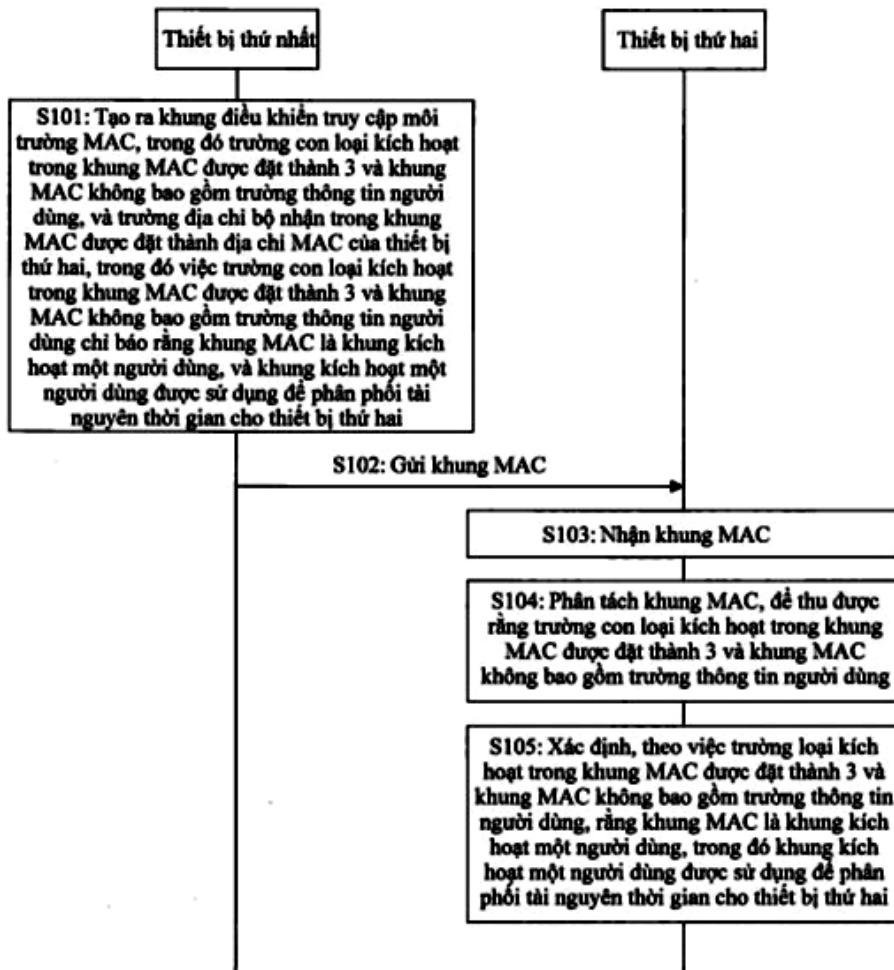 Thiết bị thứ nhất
Thiết bị thứ hai
S101: Tạo ra khung điều khiển truy cập môi
trường MAC, trong đó trường con loại kích hoạt
trong khung MAC được đặt thành 3 và khung
MAC không bao gồm trường thông tin người
dùng, và trường địa chỉ bộ nhận trong khung
MAC được đặt thành địa chỉ MAC của thiết bị
thứ hai, trong đó việc trường con loại kích hoạt
trong khung MAC được đặt thành 3 và khung
MAC không bao gồm trường thông tin người
dùng chỉ báo rằng khung MAC là khung kích
hoạt một người dùng, và khung kích hoạt một
người dùng được sử dụng để phân phối tài
nguyên thời gian cho thiết bị thứ hai
S102: Gửi khung MAC
S103: Nhận khung MAC
S104: Phân tách khung MAC, để thu được
rằng trường con loại kích hoạt trong khung
MAC được đặt thành 3 và khung MAC
không bao gồm trường thông tin người dùng
S105: Xác định, theo việc trường loại kích
hoạt trong khung MAC được đặt thành 3 và
khung MAC không bao gồm trường thông tin
người dùng, rằng khung MAC là khung kích
hoạt một người dùng, trong đó khung kích
hoạt một người dùng được sử dụng để phân
phối tài nguyên thời gian cho thiết bị thứ hai